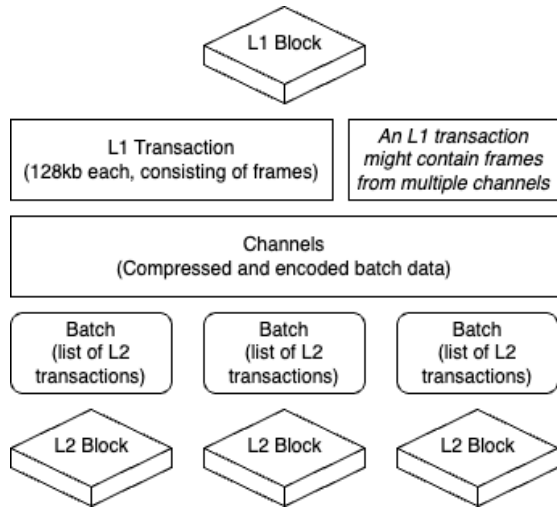 L1 Block
L1 Transaction
(128kb each, consisting of frames)
An L1 transaction
might contain frames
from multiple channels
Channels
(Compressed and encoded batch data)
Batch
(list of L2
transactions)
Batch
(list of L2
transactions)
Batch
(list of L2
transactions)
L2 Block
L2 Block
L2 Block